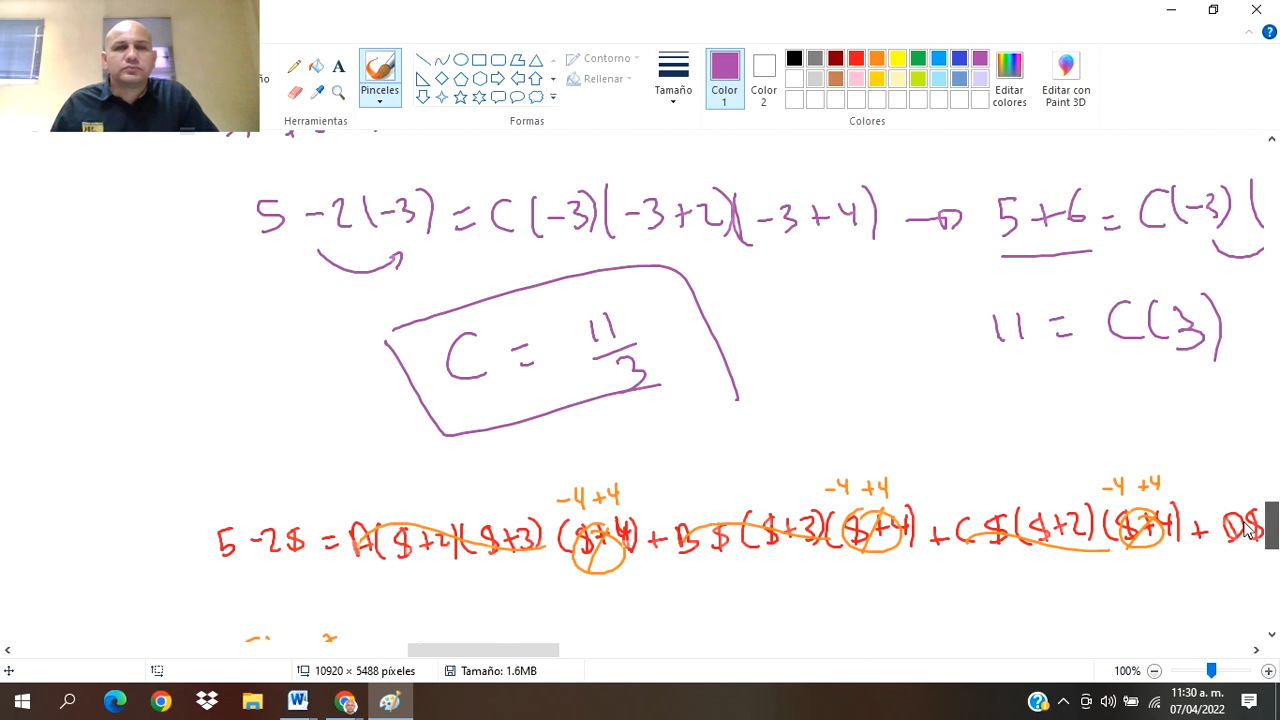 Contorno
Rellenar
Pinceles
Tamaño
Color 1
Color 2
Editar colores
Editar con Paint 3D
Herramientas
Formas
Colores
5 -2(-3) = C(-3)(-3+2)(-3+4) → 5+6 = C(-3)(
C = 11/3
11 = C(3)
-4+4 -4 +4 -4 +4
5 -2$ = A($+2)($+3)($+4) + B $($+3)($+4) + C $($+2)($+4) + D$
10920 × 5488 píxeles
Tamaño: 1.6MB
100%
11:30 a. m.
07/04/2022